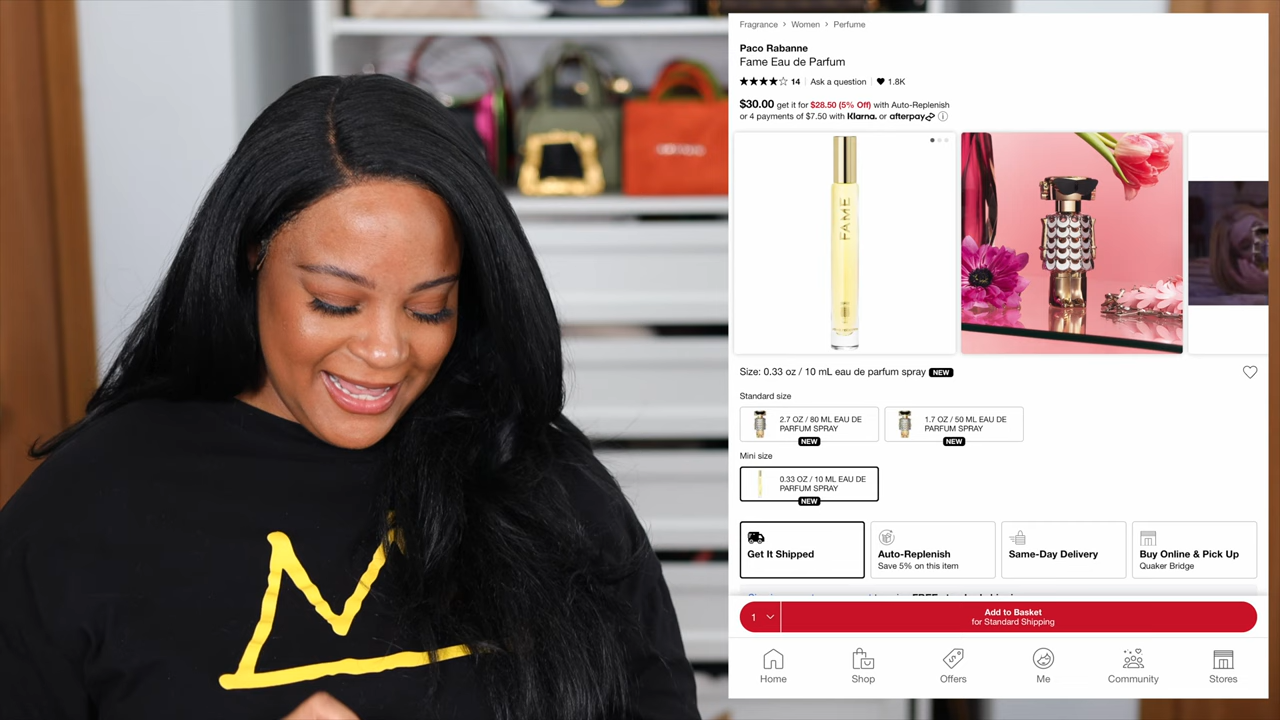 Fragrance > Women > Perfume
Paco Rabanne
Fame Eau de Parfum
14 | Ask a question | 1.8K
$30.00 get it for $28.50 (5% Off) with Auto-Replenish
or 4 payments of $7.50 with Klarna. or afterpay
FAME
Size: 0.33 oz / 10 mL eau de parfum spray NEW
Standard size
2.7 OZ / 80 ML EAU DE
PARFUM SPRAY
NEW
1.7 OZ / 50 ML EAU DE
PARFUM SPRAY
NEW
Mini size
0.33 OZ / 10 ML EAU DE
PARFUM SPRAY
NEW
Get It Shipped
Auto-Replenish
Save 5% on this item
Same-Day Delivery
Buy Online & Pick Up
Quaker Bridge
1
Add to Basket
for Standard Shipping
Home
Shop
Offers
Me
Community
Stores